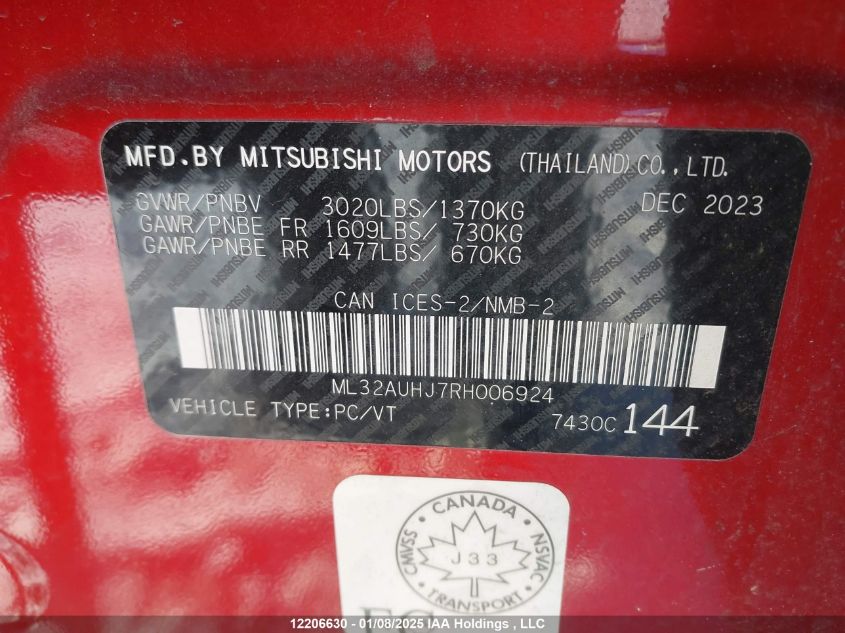 MFD.BY MITSUBISHI MOTORS (THAILAND)CO.,LTD.
GVWR/PNBV 3020LBS/1370KG DEC 2023
GAWR/PNBE FR 1609LBS/ 730KG
GAWR/PNBE RR 1477LBS/ 670KG
CAN ICES-2/NMB-2
ML32AUHJ7RH006924
VEHICLE TYPE:PC/VT 7430C 144
CANADA
CMVSS J33 NSVAC
TRANSPORT
12206630 - 01/08/2025 IAA Holdings , LLC